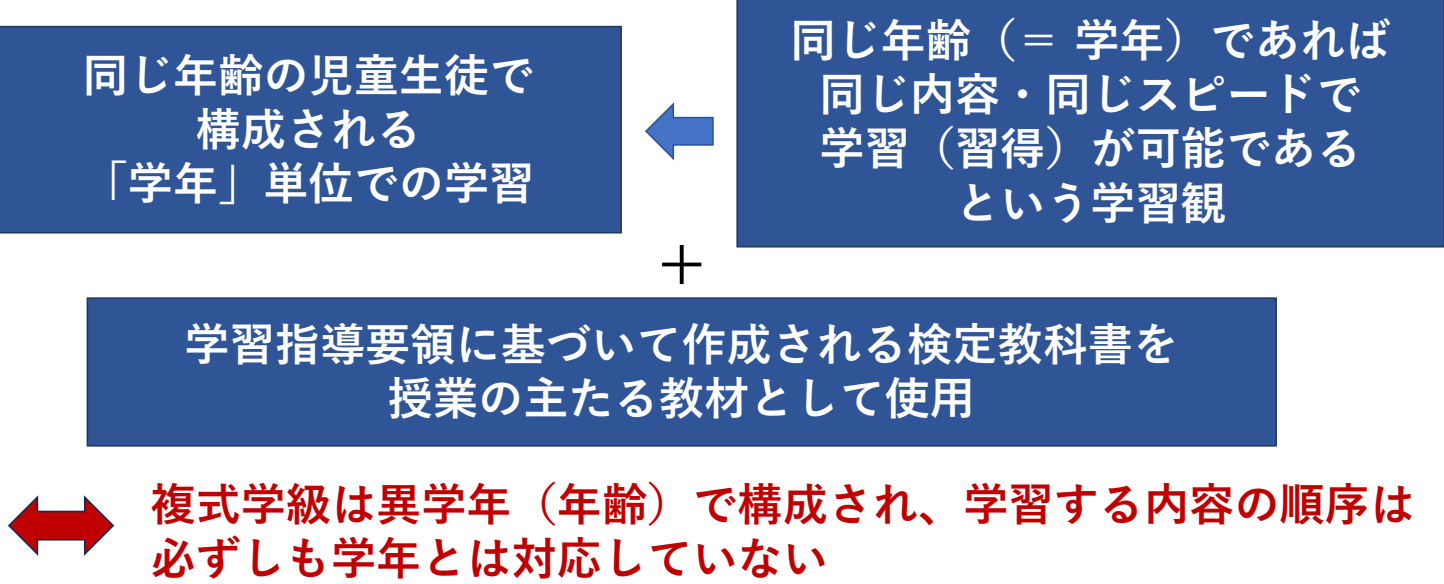 同じ年齢の児童生徒で
構成される
「学年」単位での学習
同じ年齢（＝ 学年）であれば
同じ内容・同じスピードで
学習（習得）が可能である
という学習観
＋
学習指導要領に基づいて作成される検定教科書を
授業の主たる教材として使用
複式学級は異学年（年齢）で構成され、学習する内容の順序は
必ずしも学年とは対応していない